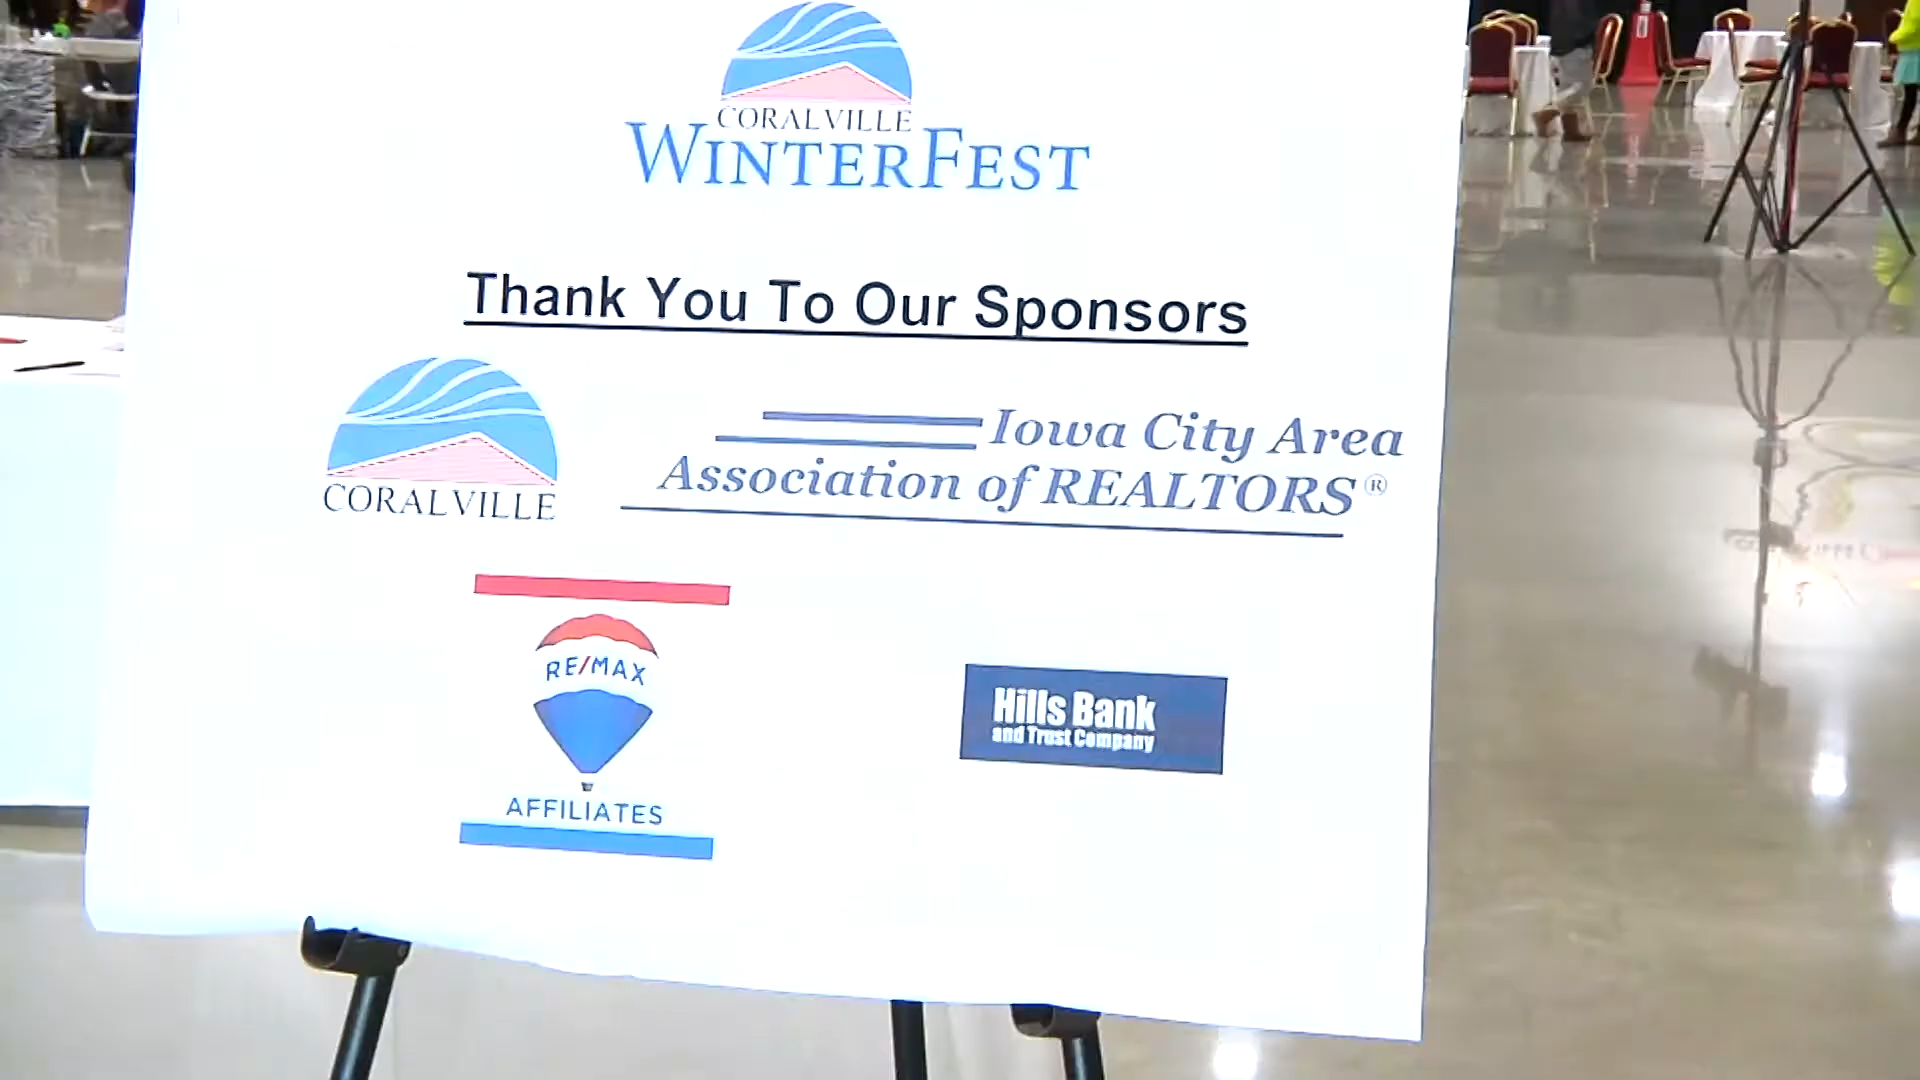 CORALVILLE
WINTERFEST
Thank You To Our Sponsors
CORALVILLE
Iowa City Area
Association of REALTORS®
RE/MAX
AFFILIATES
Hills Bank
and Trust Company